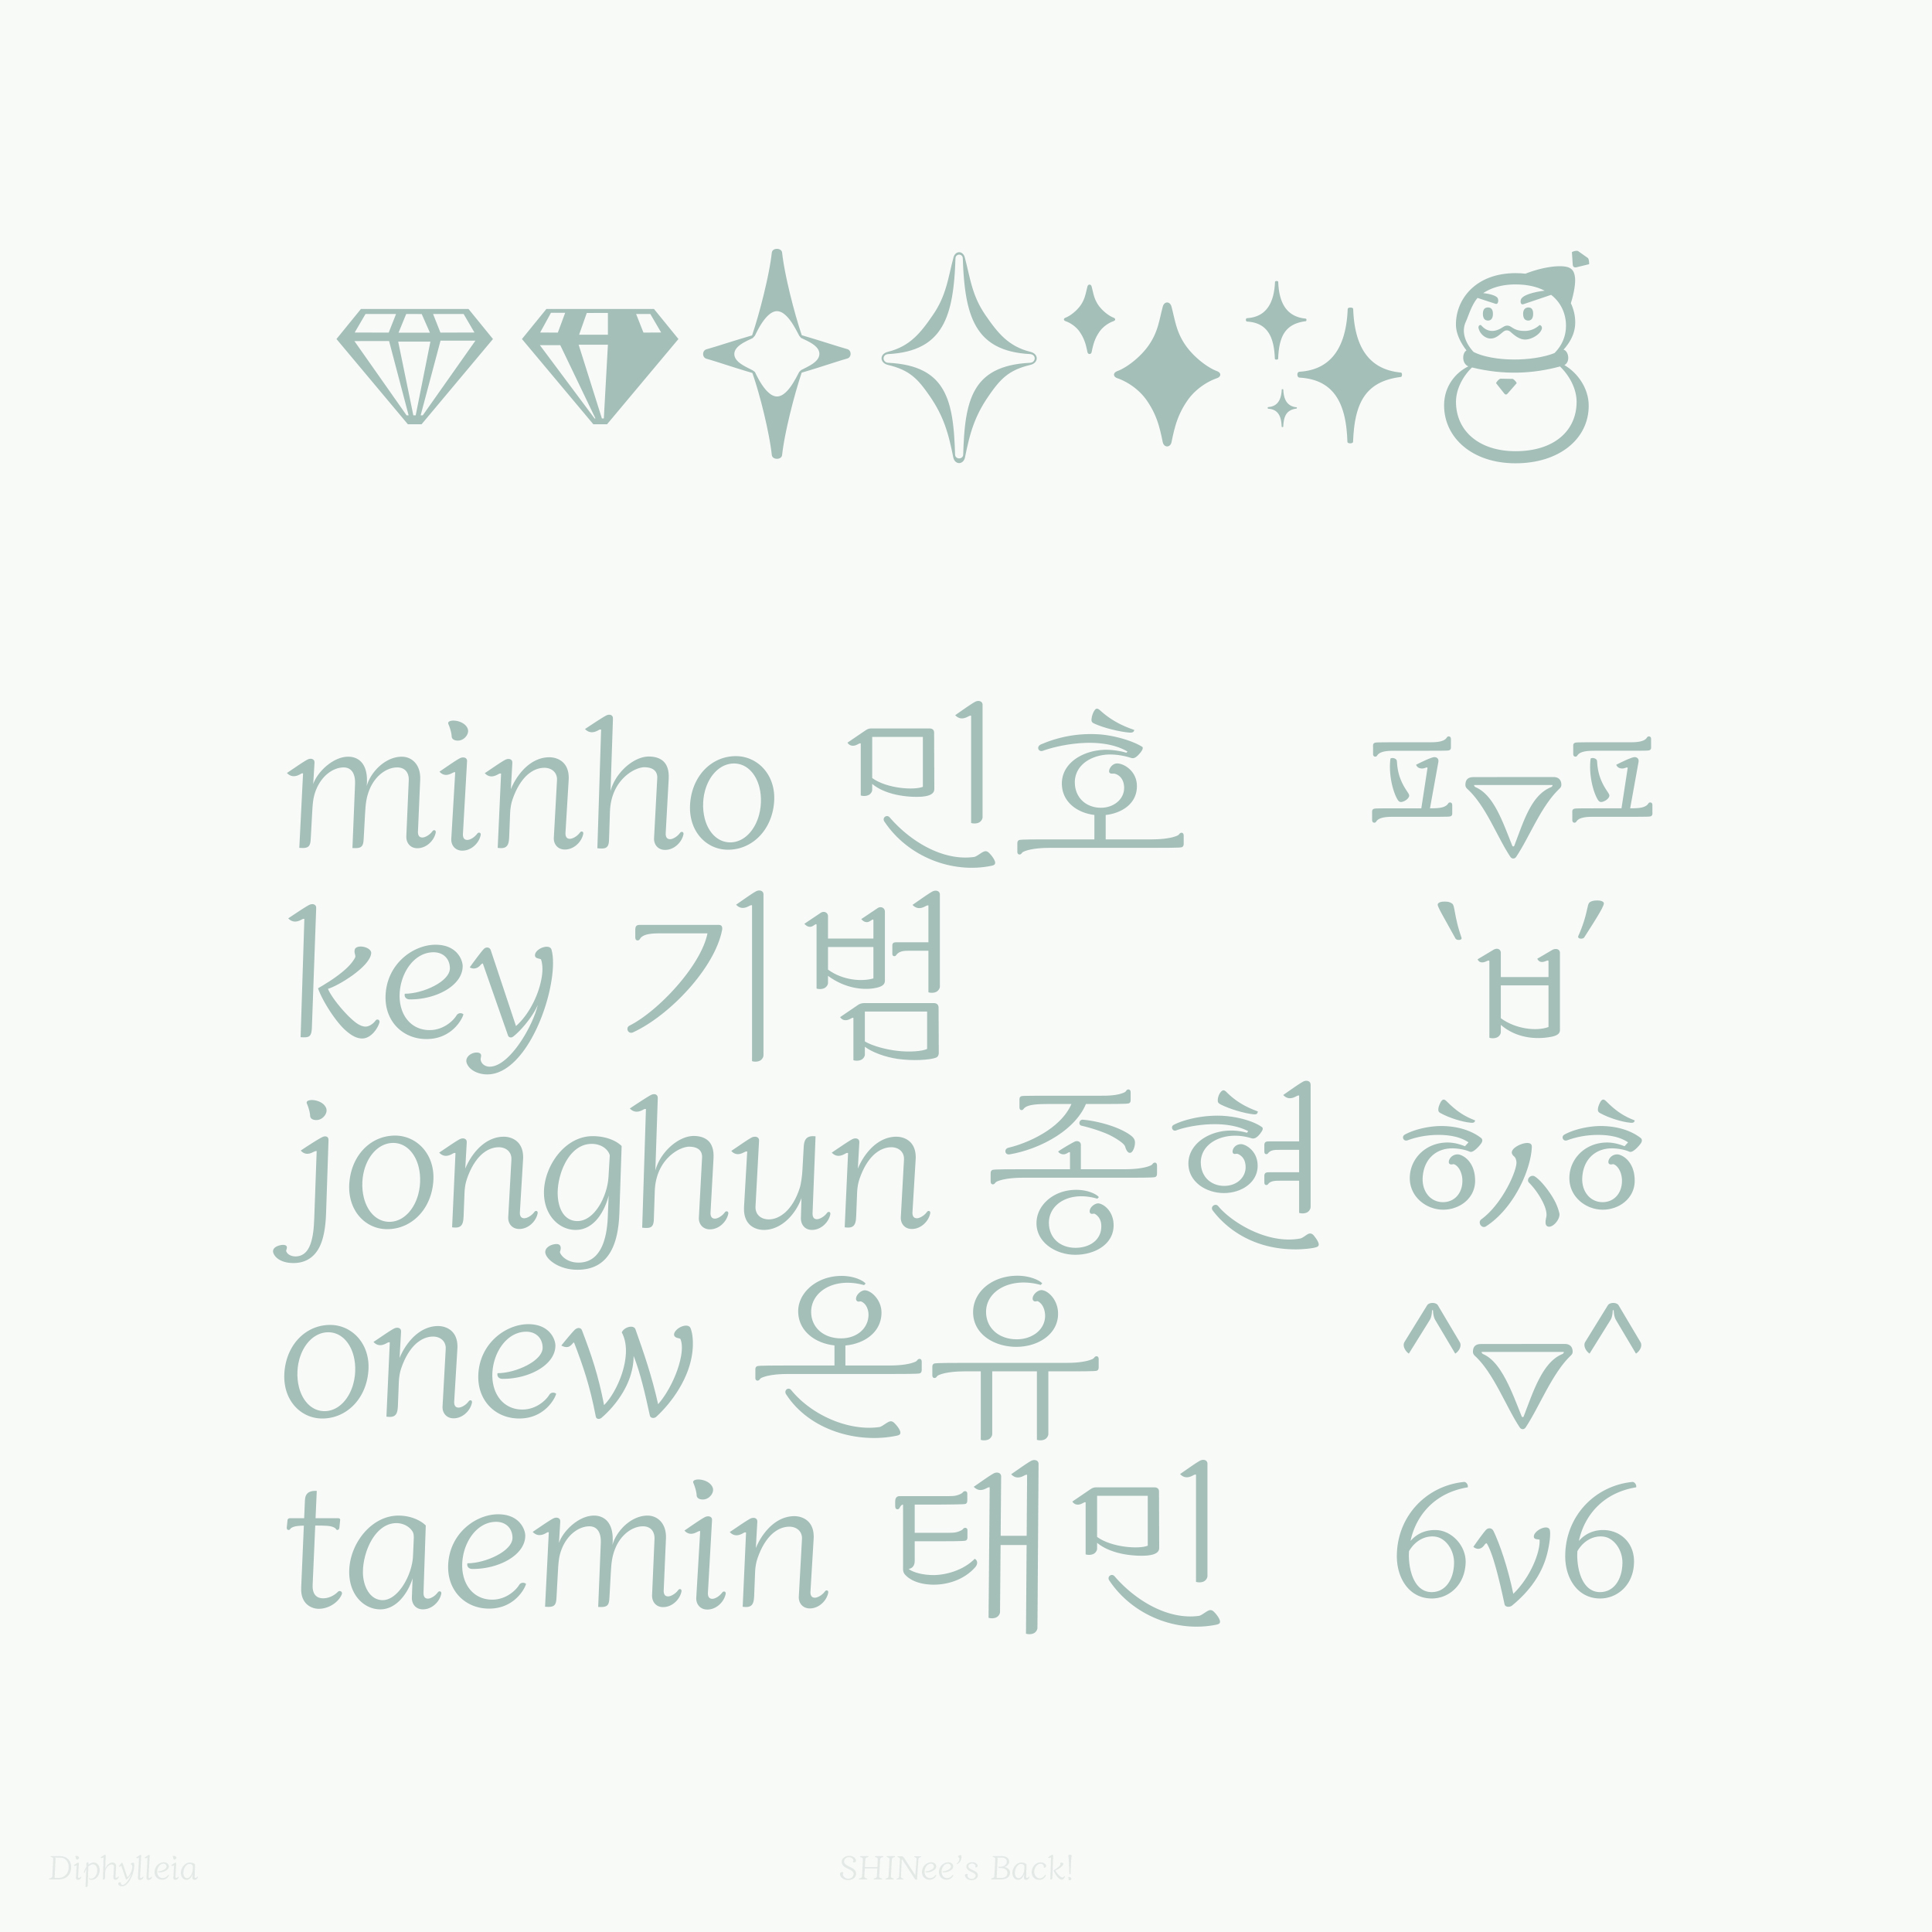 minho 민호 ㅍ▽ㅍ
key 기범 ` ㅂ ´
jonghun 종현 ㅎㅅㅎ
onew 온유 ^▽^
taemin 태민 6v6
Diphylleia SHINee's Back!